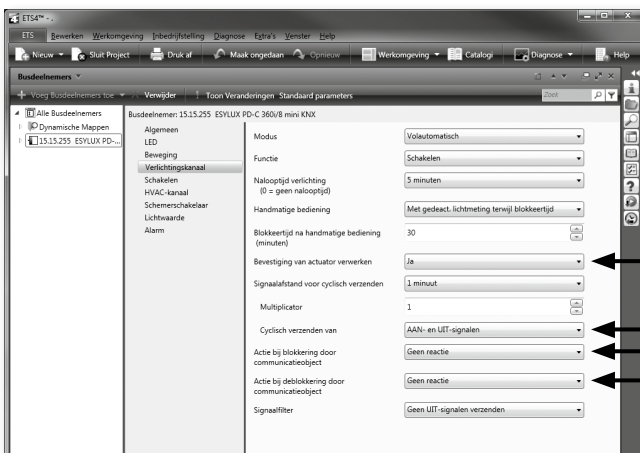 ETS4™ - .
ETS Bewerken Werkomgeving Inbedrijfstelling Diagnose Extra's Venster Help
Nieuw Sluit Project Druk af Maak ongedaan Opnieuw Werkomgeving Catalogi Diagnose Help
Busdeelnemers
Voeg Busdeelnemers toe Verwijder Toon Veranderingen Standaard parameters Zoek
Alle Busdeelnemers
Dynamische Mappen
15.15.255 ESYLUX PD-...
Busdeelnemer: 15.15.255 ESYLUX PD-C 360i/8 mini KNX
Algemeen
LED
Beweging
Verlichtingskanaal
Schakelen
HVAC-kanaal
Schemerschakelaar
Lichtwaarde
Alarm
Modus Volautomatisch
Functie Schakelen
Nalooptijd verlichting 5 minuten
(0 = geen nalooptijd)
Handmatige bediening Met gedeact. lichtmeting terwijl blokkeertijd
Blokkeertijd na handmatige bediening 30
(minuten)
Bevestiging van actuator verwerken Ja
Signaalafstand voor cyclisch verzenden 1 minuut
Multiplicator 1
Cyclisch verzenden van AAN- en UIT-signalen
Actie bij blokkering door Geen reactie
communicatieobject
Actie bij deblokkering door Geen reactie
communicatieobject
Signaalfilter Geen UIT-signalen verzenden